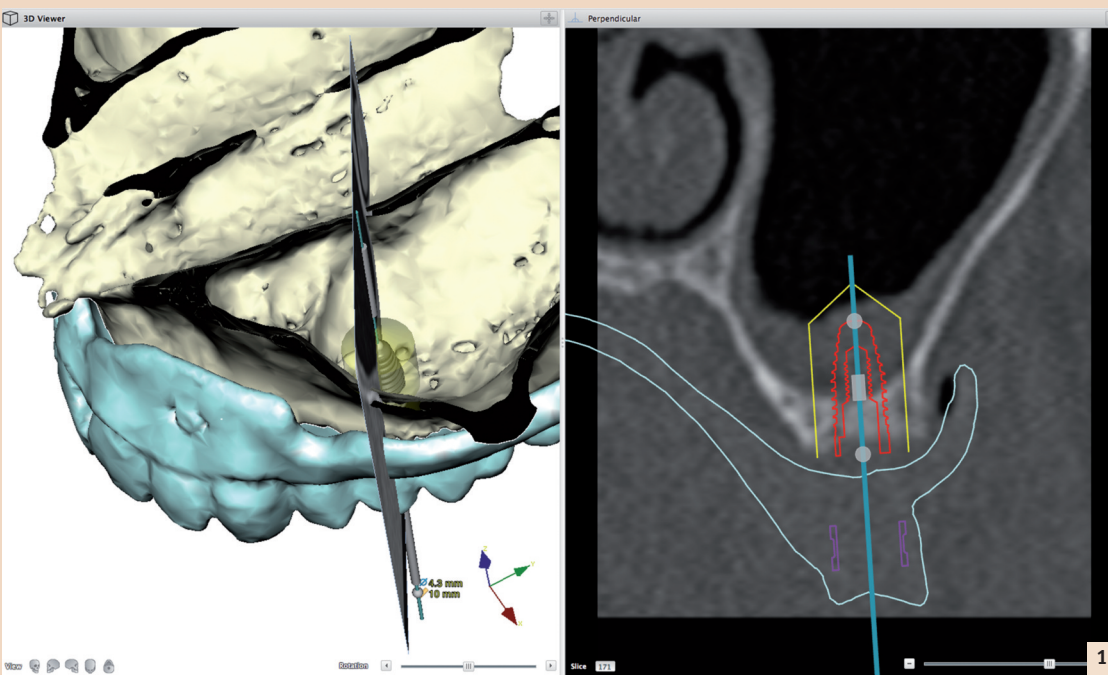 3D Viewer
Perpendicular
4.3 mm
10 mm
Z
Y
X
View
Rotation
Slice 171
1